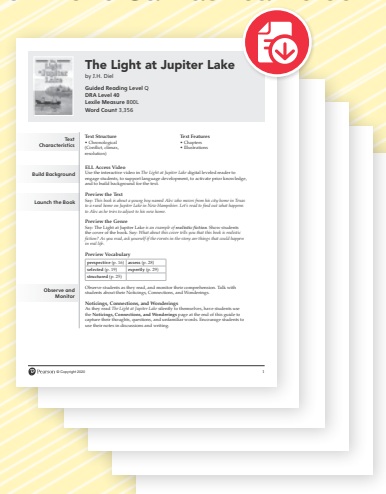 The Light at Jupiter Lake
by J.H. Diel
Guided Reading Level Q
DRA Level 40
Lexile Measure 800L
Word Count 3,356
Text
Characteristics
Text Structure
• Chronological
(Conflict, climax,
resolution)
Text Features
• Chapters
• Illustrations
Build Background
ELL Access Video
Use the interactive video in The Light at Jupiter Lake digital leveled reader to
engage students, to support language development, to activate prior knowledge,
and to build background for the text.
Launch the Book
Preview the Text
Say: This book is about a young boy named Alex who moves from his city home in Texas
to a rural home on Jupiter Lake in New Hampshire. Let's read to find out what happens
to Alex as he tries to adjust to his new home.
Preview the Genre
Say: The Light at Jupiter Lake is an example of realistic fiction. Show students
the cover of the book. Say: What about this cover tells you that this book is realistic
fiction? As you read, ask yourself if the events in the story are things that could happen
in real life.
Preview Vocabulary
perspective (p. 16) access (p. 28)
selected (p. 19) expertly (p. 29)
structured (p. 25)
Observe and
Monitor
Observe students as they read, and monitor their comprehension. Talk with
students about their Noticings, Connections, and Wonderings.
Noticings, Connections, and Wonderings
As they read The Light at Jupiter Lake silently to themselves, have students use
the Noticings, Connections, and Wonderings page at the end of this guide to
capture their thoughts, questions, and unfamiliar words. Encourage students to
use their notes in discussions and writing.
Pearson © Copyright 2020
1